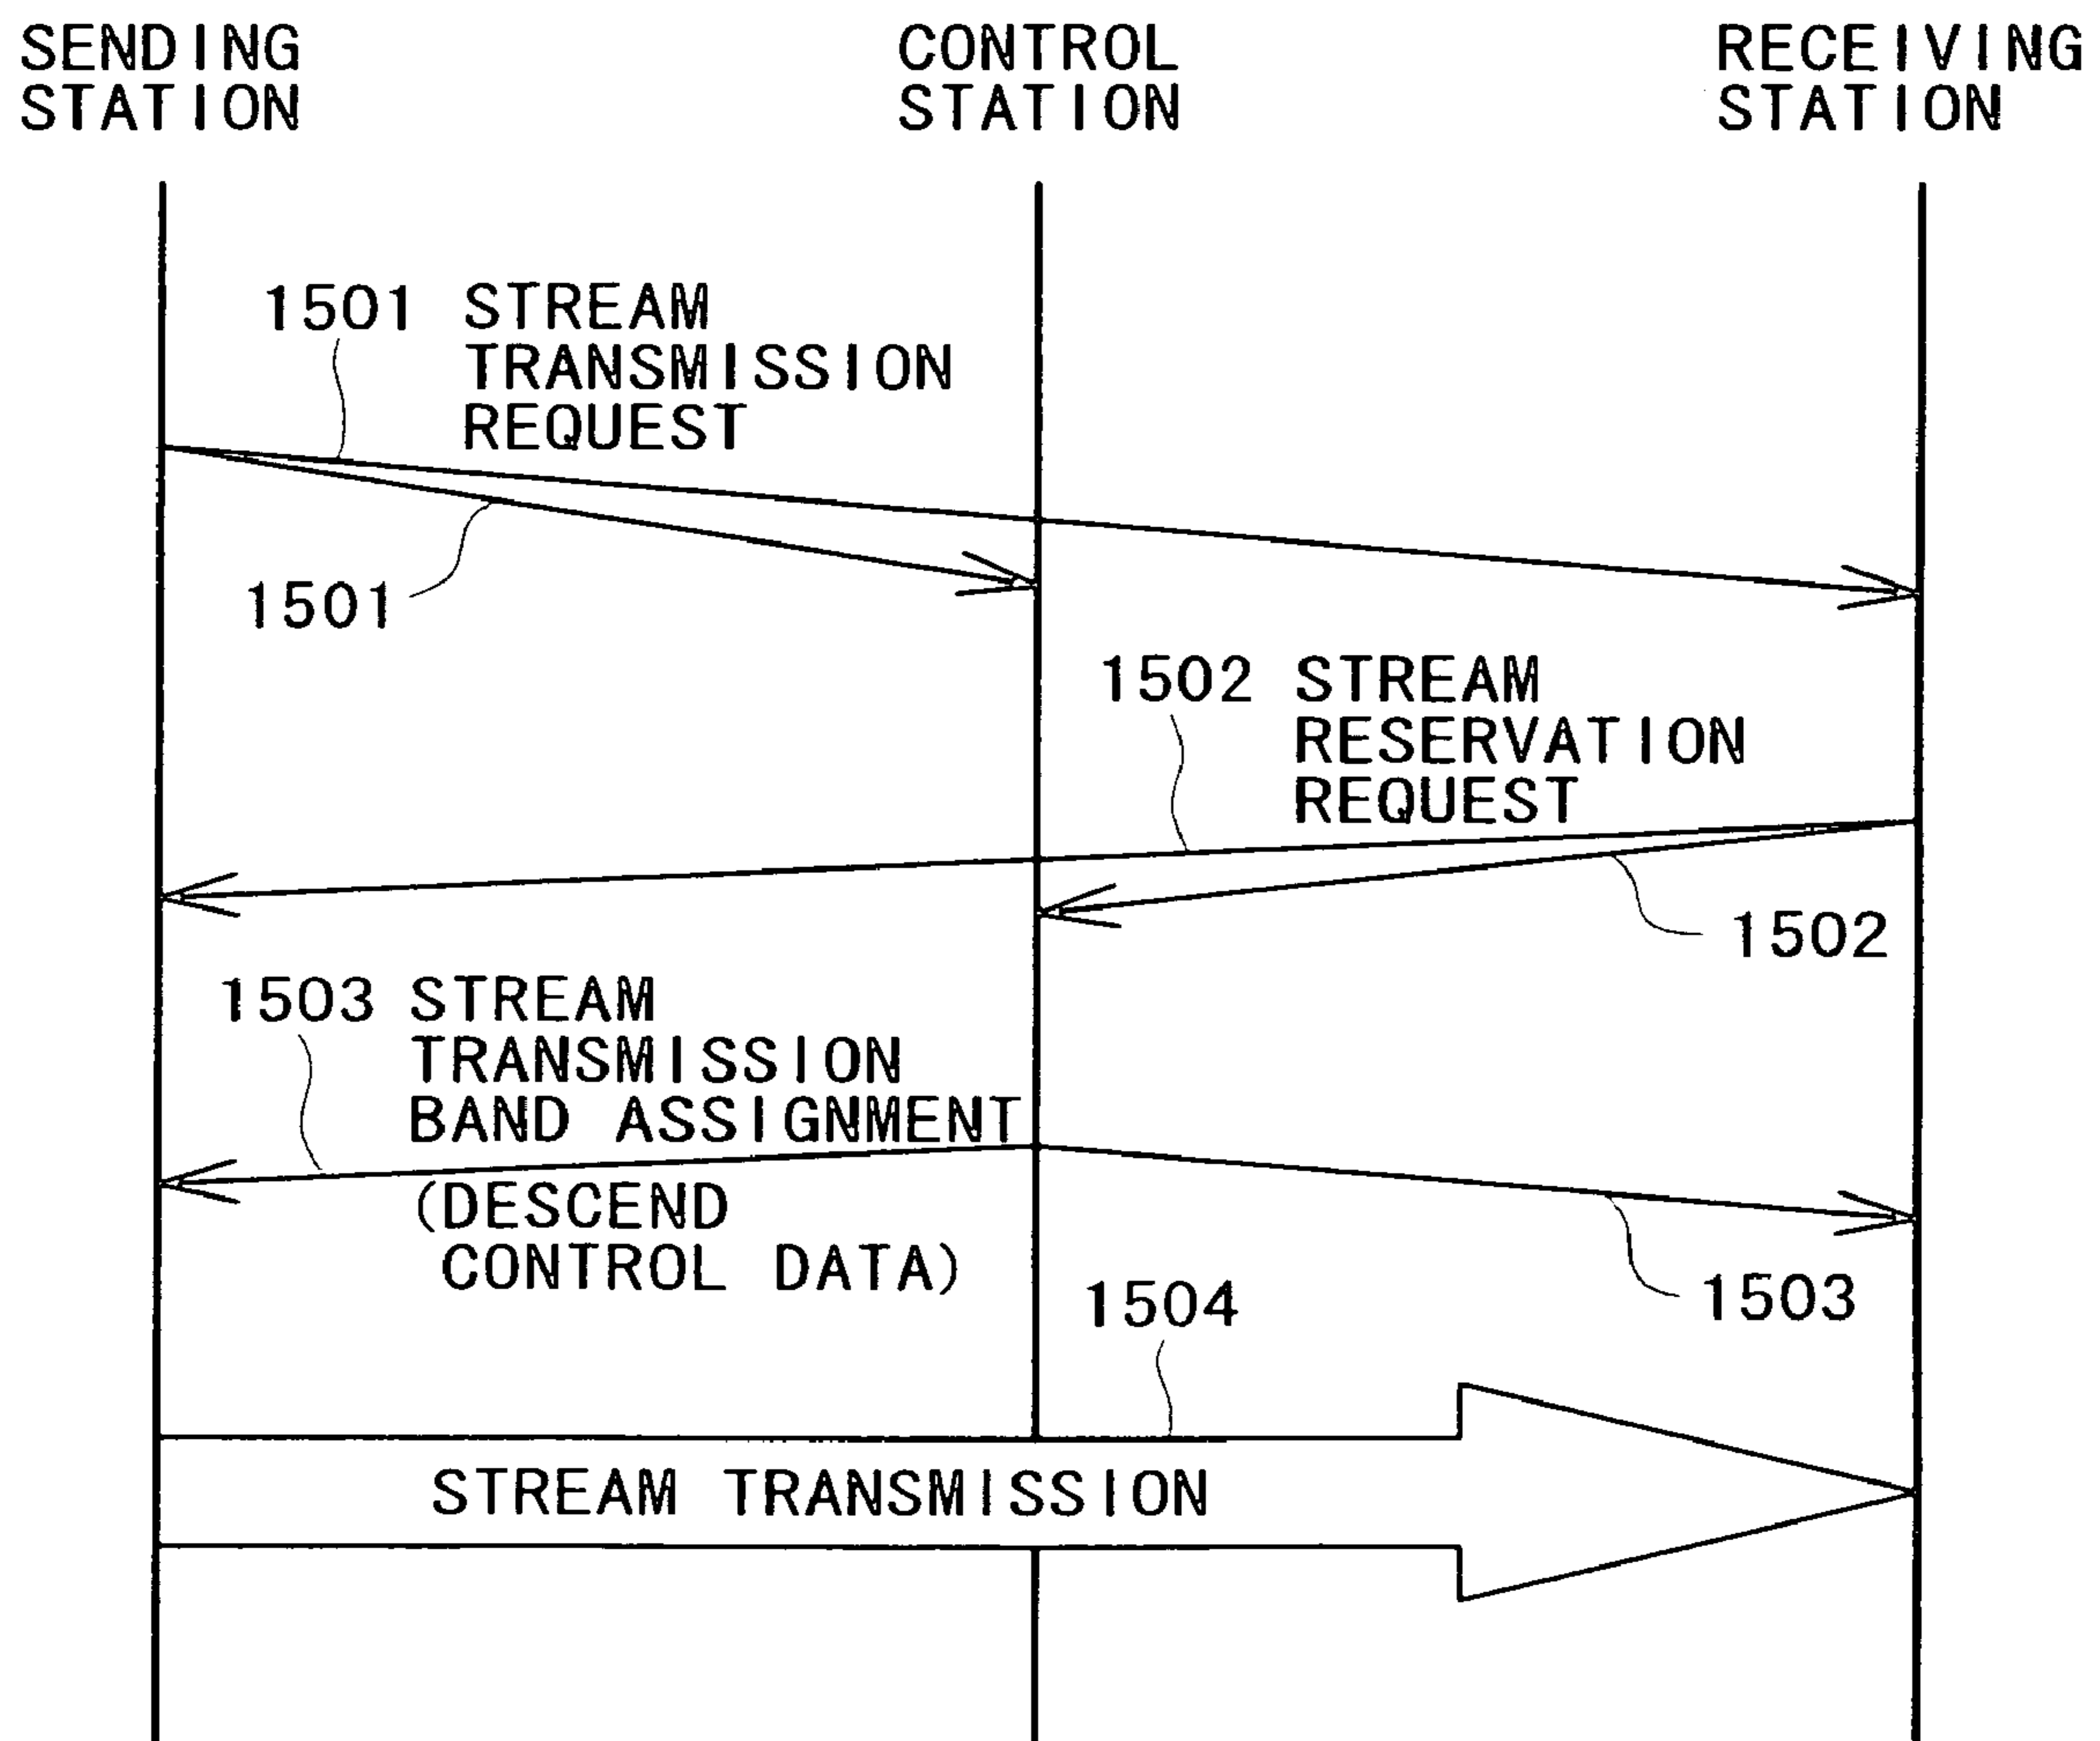 SENDING
STATION
CONTROL
STATION
RECEIVING
STATION
1501 STREAM
TRANSMISSION
REQUEST
1501
1502 STREAM
RESERVATION
REQUEST
1502
1503 STREAM
TRANSMISSION
BAND ASSIGNMENT
(DESCEND
CONTROL DATA)
1503
1504
STREAM TRANSMISSION